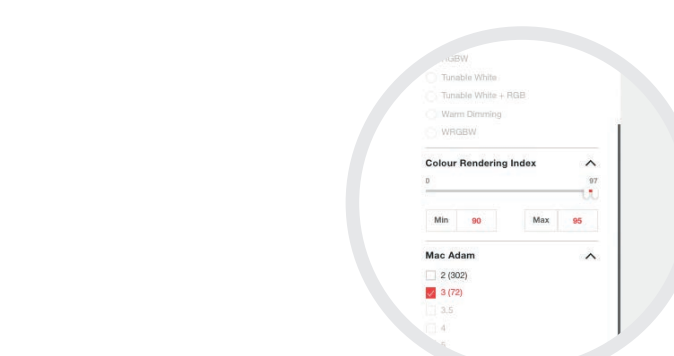 RGBW
Tunable White
Tunable White + RGB
Warm Dimming
WRGBW
Colour Rendering Index
0 97
Min 90 Max 95
Mac Adam
2 (302)
3 (72)
3.5
4
5